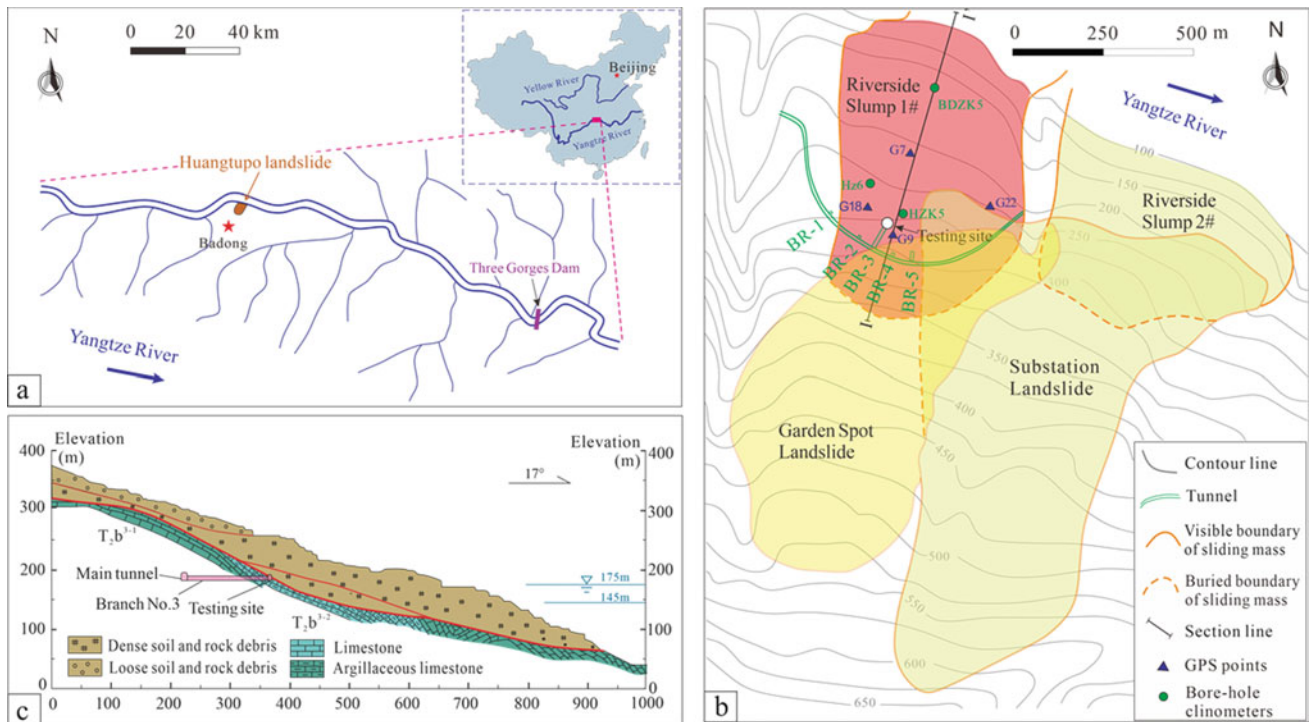 N
0 20 40 km
Huangtupo landslide
Badong
Three Gorges Dam
Yangtze River
a
Beijing
Yellow River
Yangtze River
0 250 500 m
N
I
Riverside
Slump 1#
BDZK5
Yangtze River
G7
Hz6
G18
HZK5
G22
G9
Testing site
BR-1
BR-2
BR-3
BR-4
BR-5
I
Riverside
Slump 2#
100
150
200
250
300
350
400
450
500
550
600
650
Garden Spot
Landslide
Substation
Landslide
Contour line
Tunnel
Visible boundary
of sliding mass
Buried boundary
of sliding mass
Section line
GPS points
Bore-hole
clinometers
b
Elevation
(m)
400
300
200
100
0
Elevation
(m)
400
300
200
100
0
17°
T₂b³⁻¹
T₂b³⁻²
Main tunnel
Branch No.3
Testing site
175m
145m
Dense soil and rock debris
Loose soil and rock debris
Limestone
Argillaceous limestone
0 100 200 300 400 500 600 700 800 900 1000
c